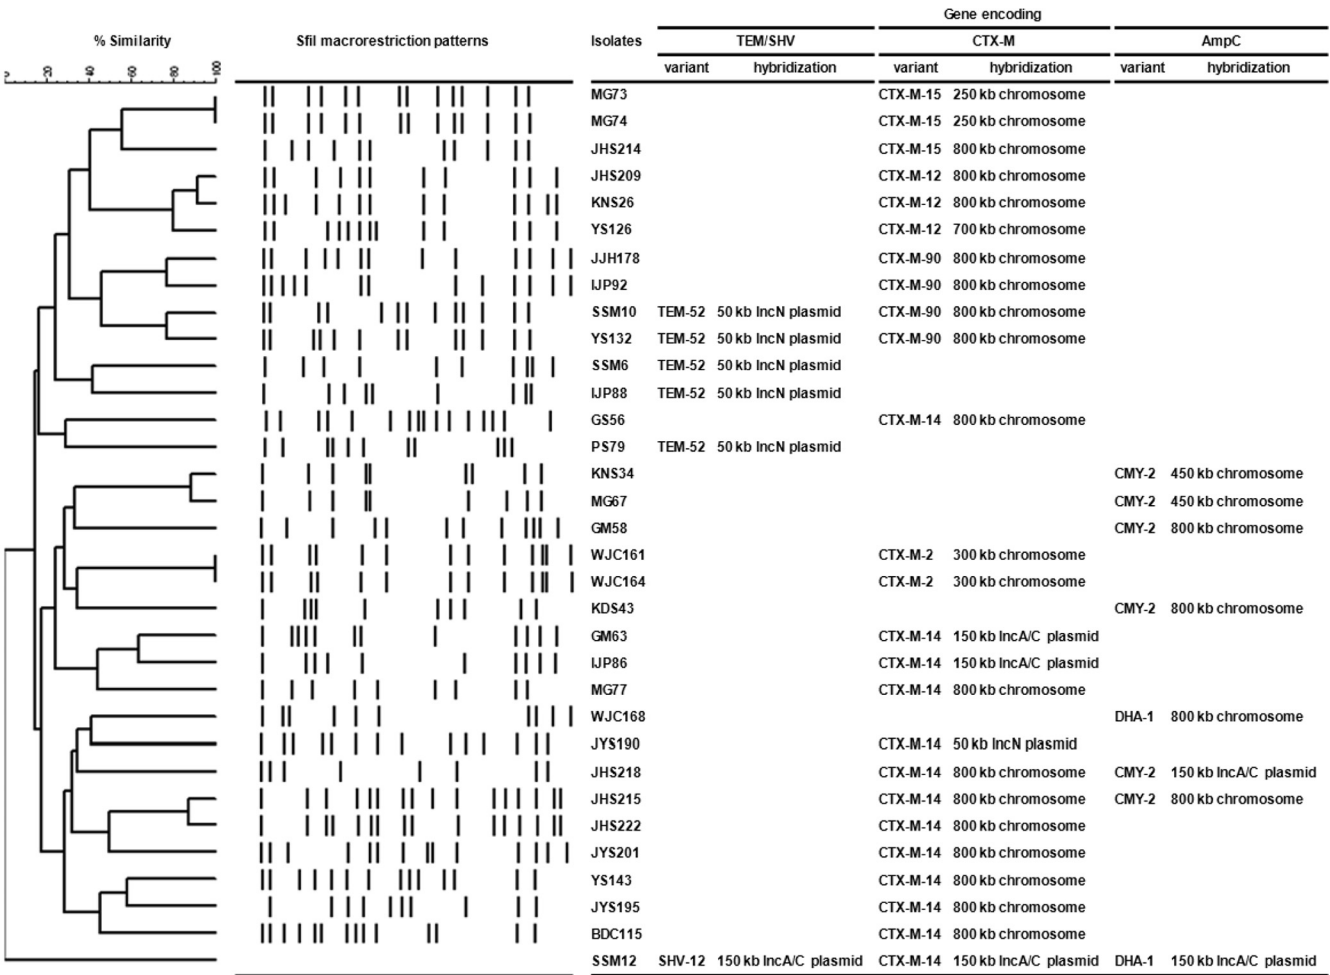 Gene encoding
% Similarity SfiI macrorestriction patterns Isolates TEM/SHV CTX-M AmpC
variant hybridization variant hybridization variant hybridization
0 20 40 60 80 100
MG73 CTX-M-15 250 kb chromosome
MG74 CTX-M-15 250 kb chromosome
JHS214 CTX-M-15 800 kb chromosome
JHS209 CTX-M-12 800 kb chromosome
KNS26 CTX-M-12 800 kb chromosome
YS126 CTX-M-12 700 kb chromosome
JJH178 CTX-M-90 800 kb chromosome
IJP92 CTX-M-90 800 kb chromosome
SSM10 TEM-52 50 kb IncN plasmid CTX-M-90 800 kb chromosome
YS132 TEM-52 50 kb IncN plasmid CTX-M-90 800 kb chromosome
SSM6 TEM-52 50 kb IncN plasmid
IJP88 TEM-52 50 kb IncN plasmid
GS56 CTX-M-14 800 kb chromosome
PS79 TEM-52 50 kb IncN plasmid
KNS34 CMY-2 450 kb chromosome
MG67 CMY-2 450 kb chromosome
GM58 CMY-2 800 kb chromosome
WJC161 CTX-M-2 300 kb chromosome
WJC164 CTX-M-2 300 kb chromosome
KDS43 CMY-2 800 kb chromosome
GM63 CTX-M-14 150 kb IncA/C plasmid
IJP86 CTX-M-14 150 kb IncA/C plasmid
MG77 CTX-M-14 800 kb chromosome
WJC168 DHA-1 800 kb chromosome
JYS190 CTX-M-14 50 kb IncN plasmid
JHS218 CTX-M-14 800 kb chromosome CMY-2 150 kb IncA/C plasmid
JHS215 CTX-M-14 800 kb chromosome CMY-2 800 kb chromosome
JHS222 CTX-M-14 800 kb chromosome
JYS201 CTX-M-14 800 kb chromosome
YS143 CTX-M-14 800 kb chromosome
JYS195 CTX-M-14 800 kb chromosome
BDC115 CTX-M-14 800 kb chromosome
SSM12 SHV-12 150 kb IncA/C plasmid CTX-M-14 150 kb IncA/C plasmid DHA-1 150 kb IncA/C plasmid